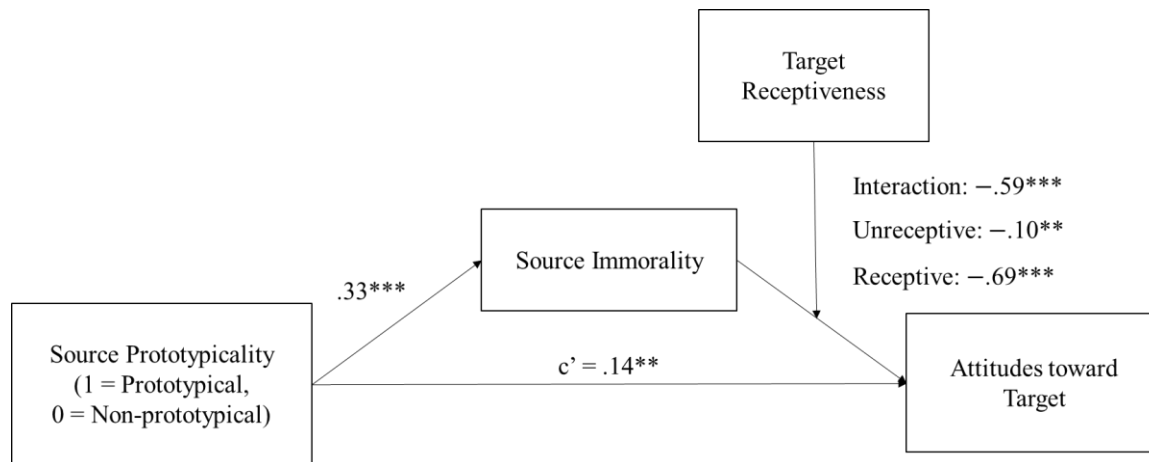 Target
Receptiveness
Interaction: −.59***
Unreceptive: −.10**
Receptive: −.69***
Source Immorality
.33***
Source Prototypicality
(1 = Prototypical,
0 = Non-prototypical)
c’ = .14**
Attitudes toward
Target